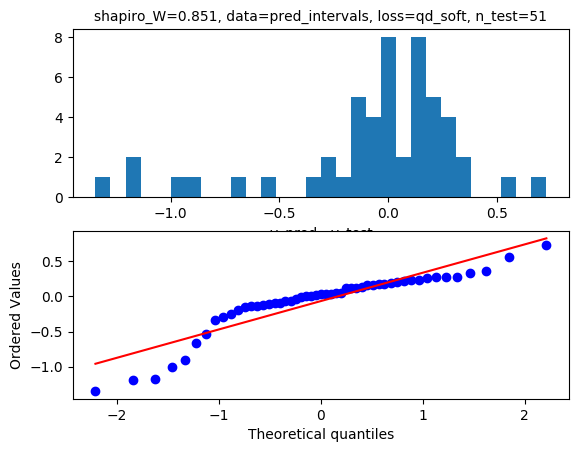 shapiro_W=0.851, data=pred_intervals, loss=qd_soft, n_test=51
8
6
4
2
0
−1.0 −0.5 0.0 0.5
Ordered Values
0.5
0.0
−0.5
−1.0
−2 −1 0 1 2
Theoretical quantiles